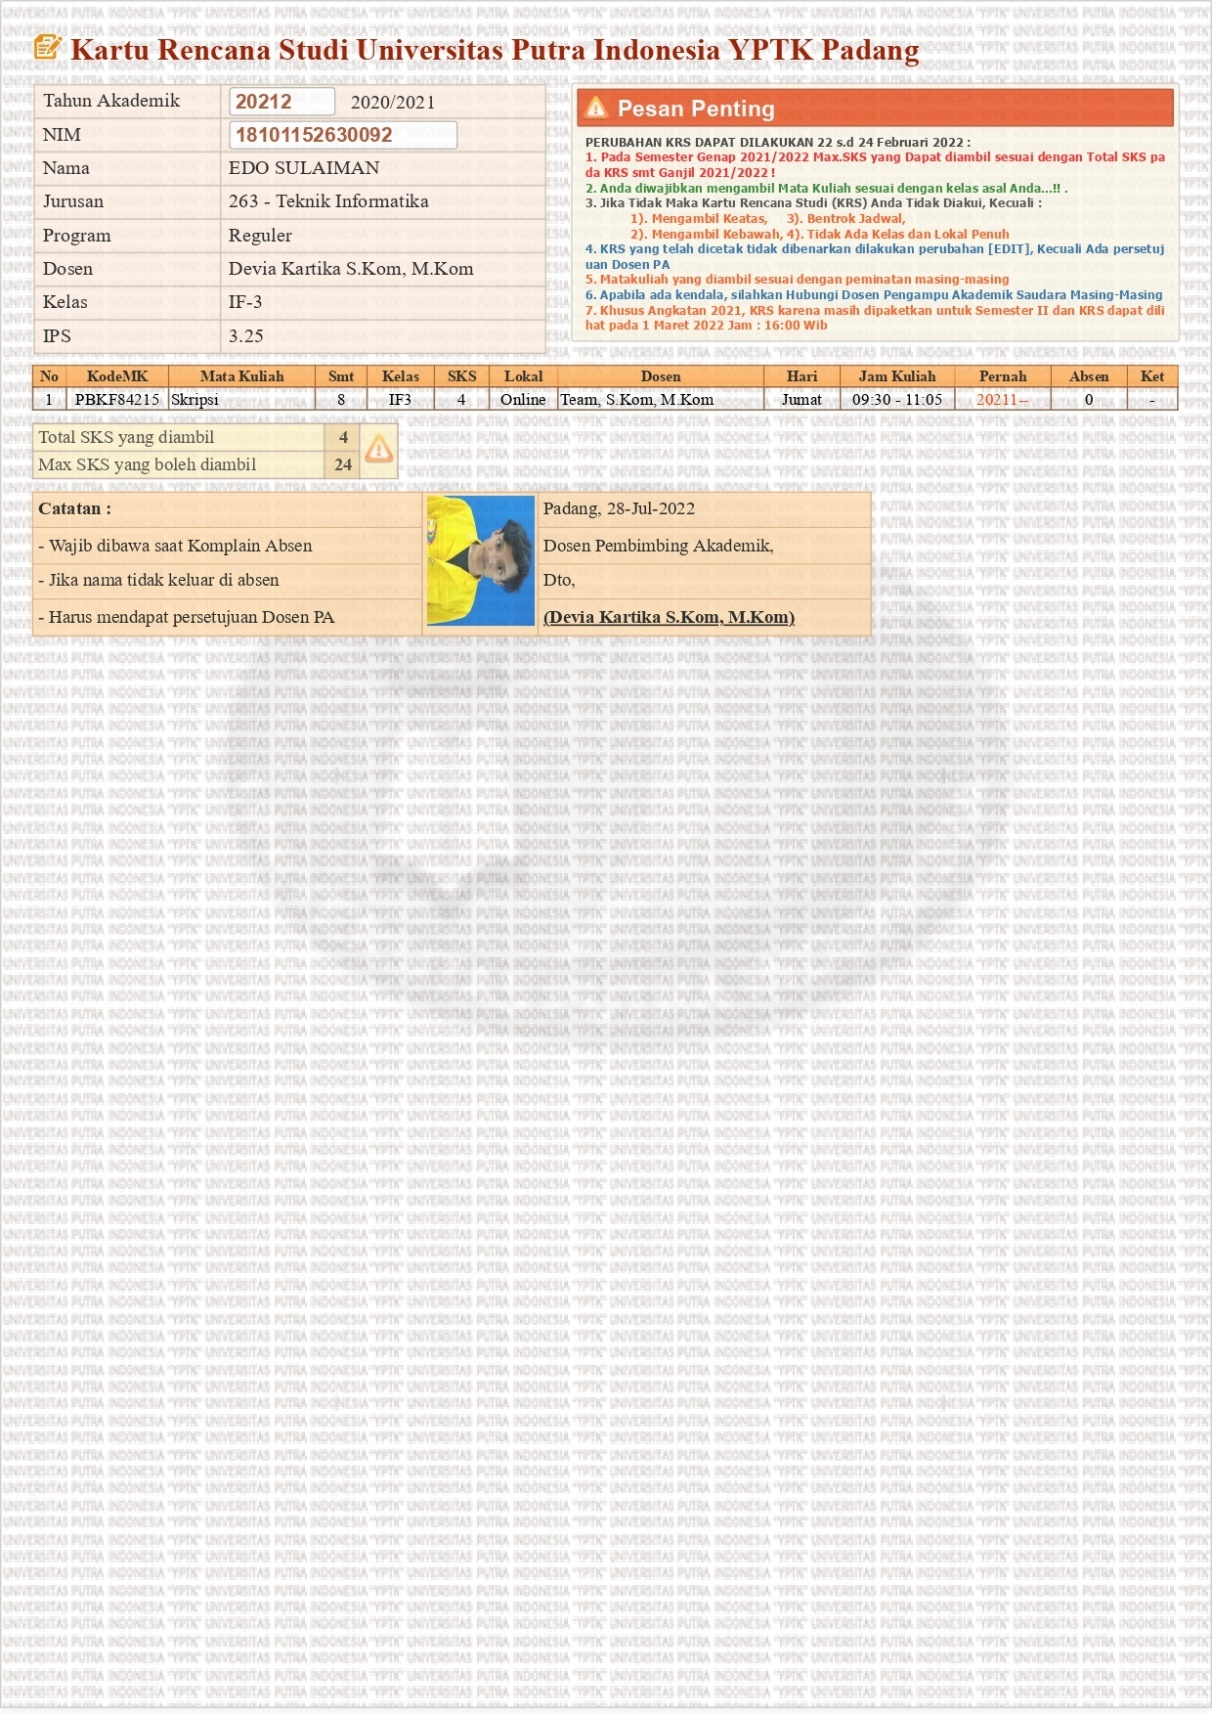 Kartu Rencana Studi Universitas Putra Indonesia YPTK Padang
Tahun Akademik 20212 2020/2021
NIM 18101152630092
Nama EDO SULAIMAN
Jurusan 263 - Teknik Informatika
Program Reguler
Dosen Devia Kartika S.Kom, M.Kom
Kelas IF-3
IPS 3.25
Pesan Penting
PERUBAHAN KRS DAPAT DILAKUKAN 22 s.d 24 Februari 2022 :
1. Pada Semester Genap 2021/2022 Max.SKS yang Dapat diambil sesuai dengan Total SKS pa
da KRS smt Ganjil 2021/2022 !
2. Anda diwajibkan mengambil Mata Kuliah sesuai dengan kelas asal Anda...!! .
3. Jika Tidak Maka Kartu Rencana Studi (KRS) Anda Tidak Diakui, Kecuali :
1). Mengambil Keatas, 3). Bentrok Jadwal,
2). Mengambil Kebawah, 4). Tidak Ada Kelas dan Lokal Penuh
4. KRS yang telah dicetak tidak dibenarkan dilakukan perubahan [EDIT], Kecuali Ada persetuj
uan Dosen PA
5. Matakuliah yang diambil sesuai dengan peminatan masing-masing
6. Apabila ada kendala, silahkan Hubungi Dosen Pengampu Akademik Saudara Masing-Masing
7. Khusus Angkatan 2021, KRS karena masih dipaketkan untuk Semester II dan KRS dapat dili
hat pada 1 Maret 2022 Jam : 16:00 Wib
No KodeMK Mata Kuliah Smt Kelas SKS Lokal Dosen Hari Jam Kuliah Pernah Absen Ket
1 PBKF84215 Skripsi 8 IF3 4 Online Team, S.Kom, M.Kom Jumat 09:30 - 11:05 20211-- 0 -
Total SKS yang diambil 4
Max SKS yang boleh diambil 24
Catatan :
- Wajib dibawa saat Komplain Absen
- Jika nama tidak keluar di absen
- Harus mendapat persetujuan Dosen PA
Padang, 28-Jul-2022
Dosen Pembimbing Akademik,
Dto,
(Devia Kartika S.Kom, M.Kom)